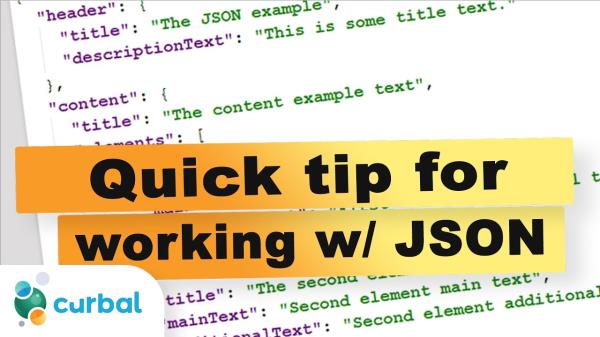 "header": {
"title": "The JSON example",
"descriptionText": "This is some title text."
},
"content": {
"title": "The content example text",
"elements": [
Quick tip for
working w/ JSON
title": "The second
"mainText": "Second element main text",
"Second element additional
curbal